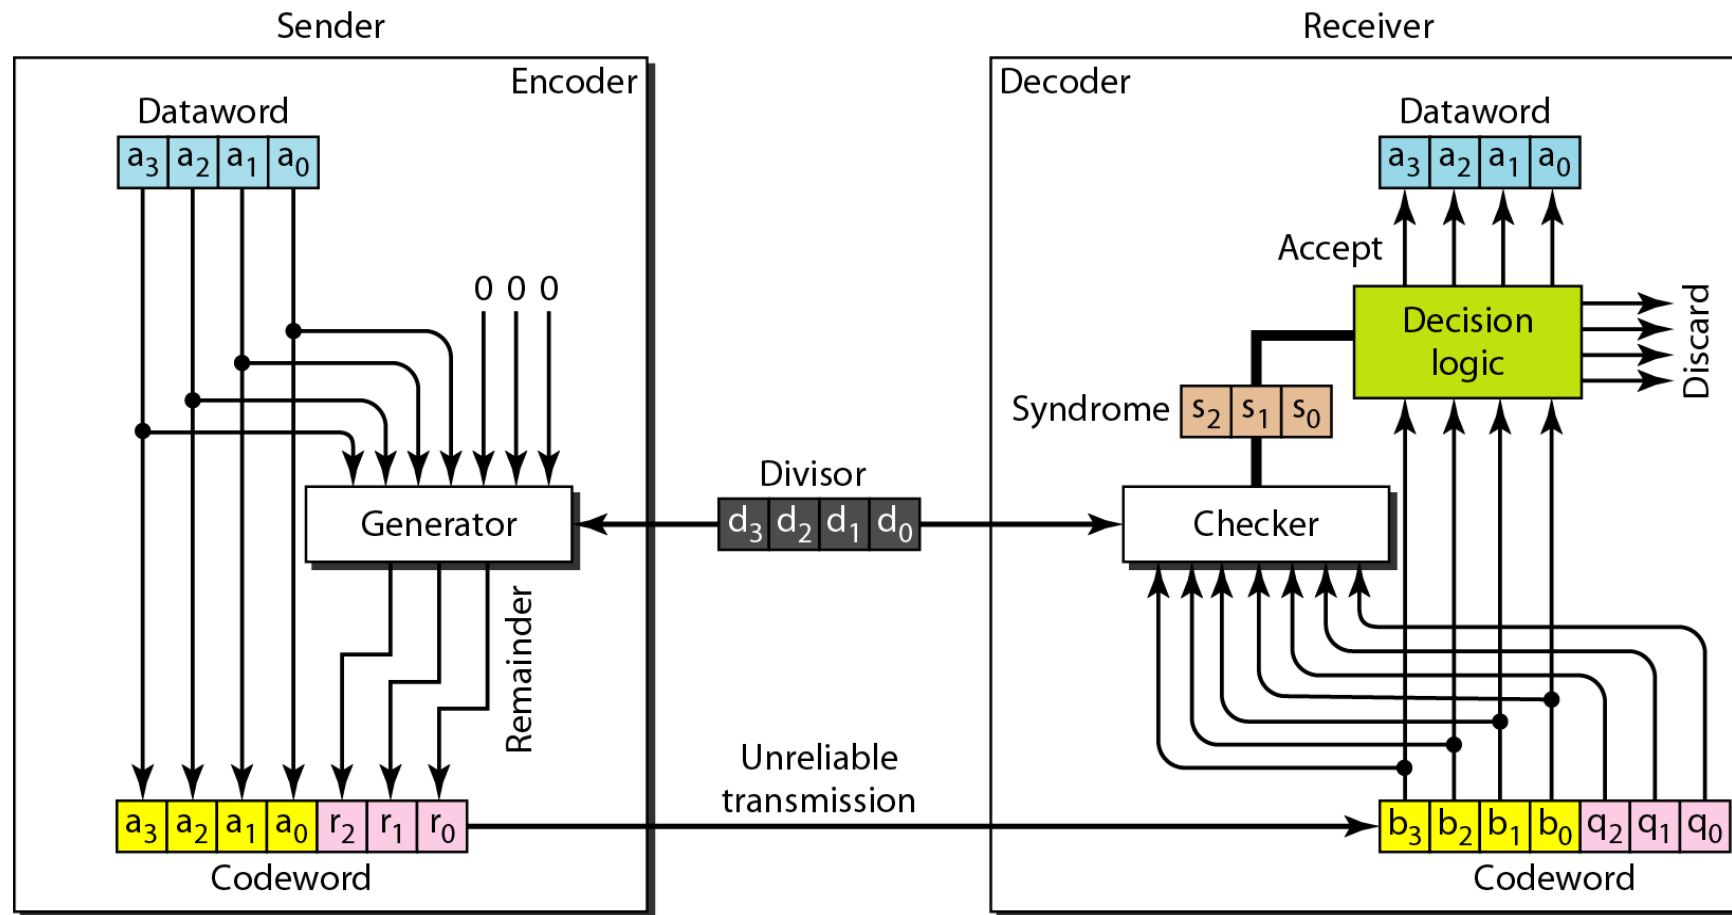 Sender
Receiver
Encoder
Decoder
Dataword
a3 a2 a1 a0
0 0 0
Generator
Remainder
a3 a2 a1 a0 r2 r1 r0
Codeword
Divisor
d3 d2 d1 d0
Unreliable
transmission
Dataword
a3 a2 a1 a0
Accept
Decision
logic
Discard
Syndrome
s2 s1 s0
Checker
b3 b2 b1 b0 q2 q1 q0
Codeword